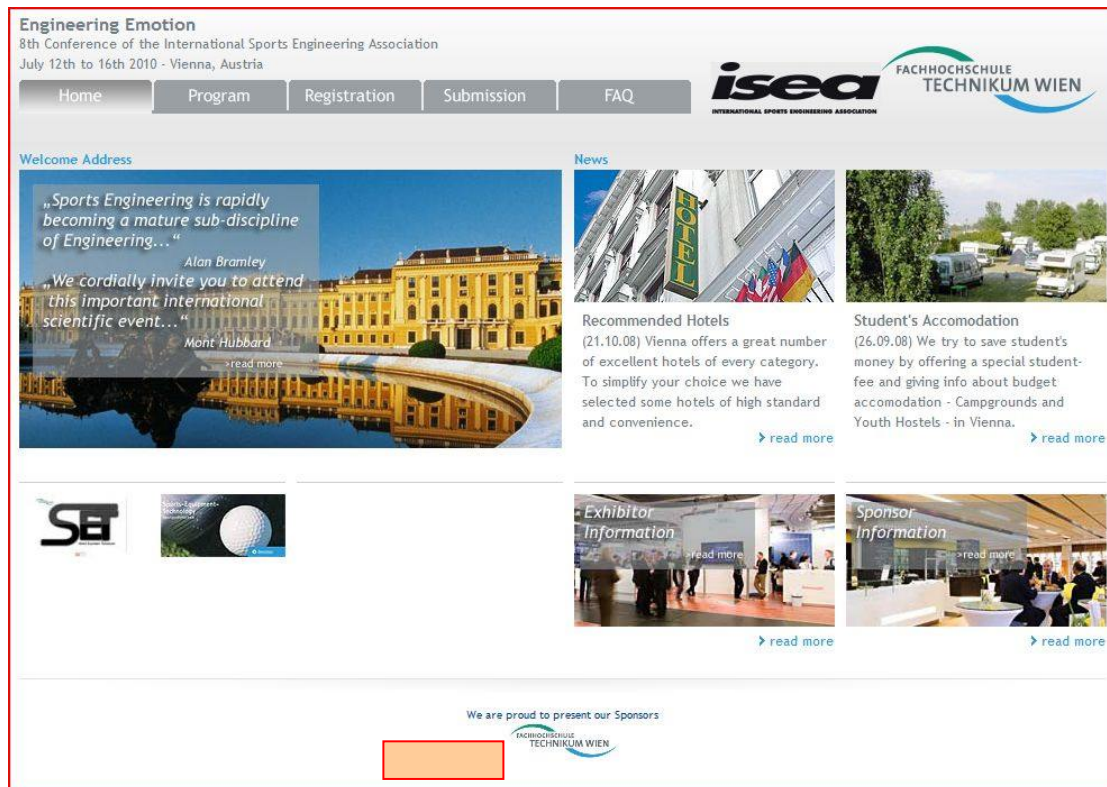 Engineering Emotion
8th Conference of the International Sports Engineering Association
July 12th to 16th 2010 - Vienna, Austria
Home
Program
Registration
Submission
FAQ
isea
INTERNATIONAL SPORTS ENGINEERING ASSOCIATION
FACHHOCHSCHULE
TECHNIKUM WIEN
Welcome Address
„Sports Engineering is rapidly
becoming a mature sub-discipline
of Engineering...“
Alan Bramley
„We cordially invite you to attend
this important international
scientific event...“
Mont Hubbard
>read more
News
HOTEL
Recommended Hotels
(21.10.08) Vienna offers a great number
of excellent hotels of every category.
To simplify your choice we have
selected some hotels of high standard
and convenience.
> read more
Student's Accomodation
(26.09.08) We try to save student's
money by offering a special student-
fee and giving info about budget
accomodation - Campgrounds and
Youth Hostels - in Vienna.
> read more
SET
Sports-Equipment-
Technology
Exhibitor
Information
>read more
> read more
Sponsor
Information
>read more
> read more
We are proud to present our Sponsors
FACHHOCHSCHULE
TECHNIKUM WIEN